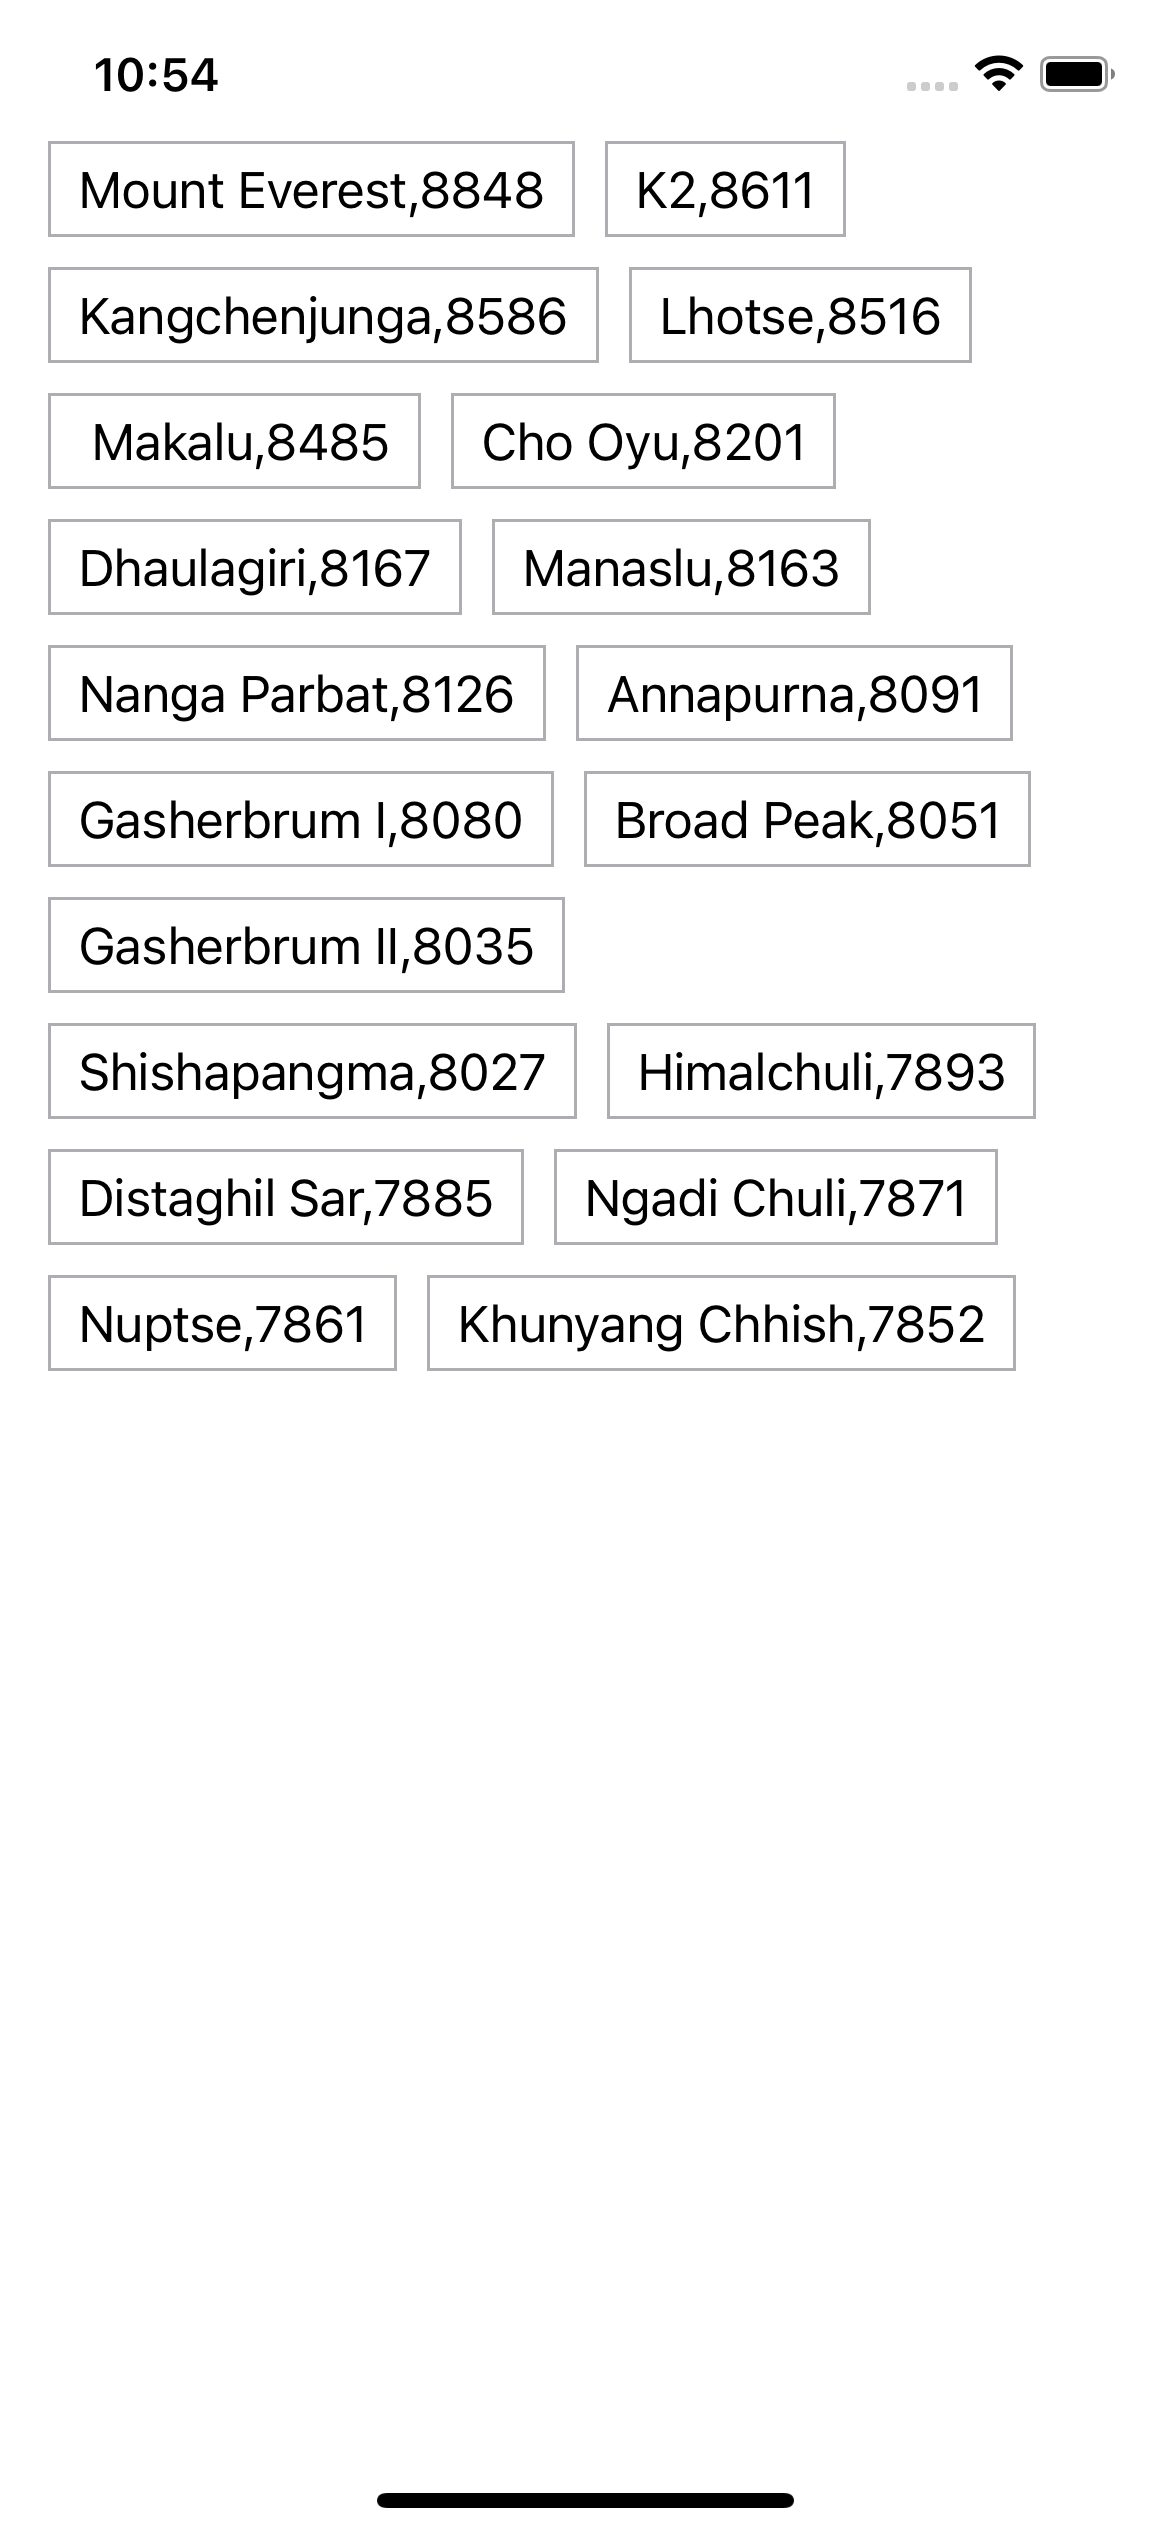 10:54
Mount Everest,8848 K2,8611
Kangchenjunga,8586 Lhotse,8516
Makalu,8485 Cho Oyu,8201
Dhaulagiri,8167 Manaslu,8163
Nanga Parbat,8126 Annapurna,8091
Gasherbrum I,8080 Broad Peak,8051
Gasherbrum II,8035
Shishapangma,8027 Himalchuli,7893
Distaghil Sar,7885 Ngadi Chuli,7871
Nuptse,7861 Khunyang Chhish,7852